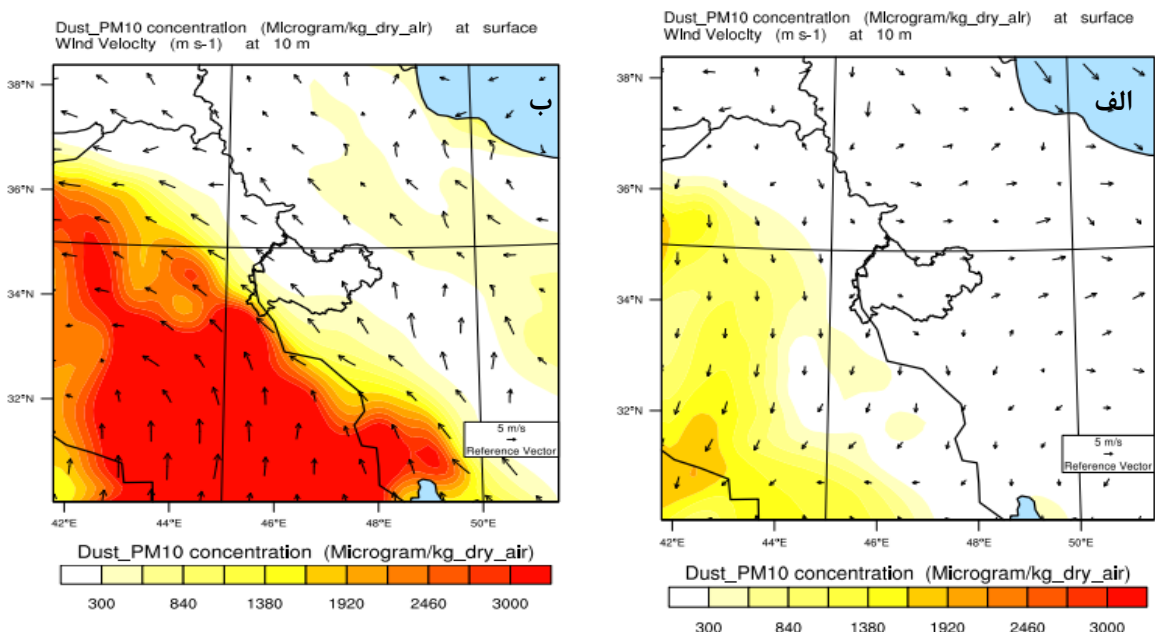 Dust_PM10 concentration (Microgram/kg_dry_air) at surface
Wind Velocity (m s-1) at 10 m
ب
38°N
36°N
34°N
32°N
5 m/s
Reference Vector
42°E 44°E 46°E 48°E 50°E
Dust_PM10 concentration (Microgram/kg_dry_air)
300 840 1380 1920 2460 3000
Dust_PM10 concentration (Microgram/kg_dry_air) at surface
Wind Velocity (m s-1) at 10 m
الف
38°N
36°N
34°N
32°N
5 m/s
Reference Vector
42°E 44°E 46°E 48°E 50°E
Dust_PM10 concentration (Microgram/kg_dry_air)
300 840 1380 1920 2460 3000